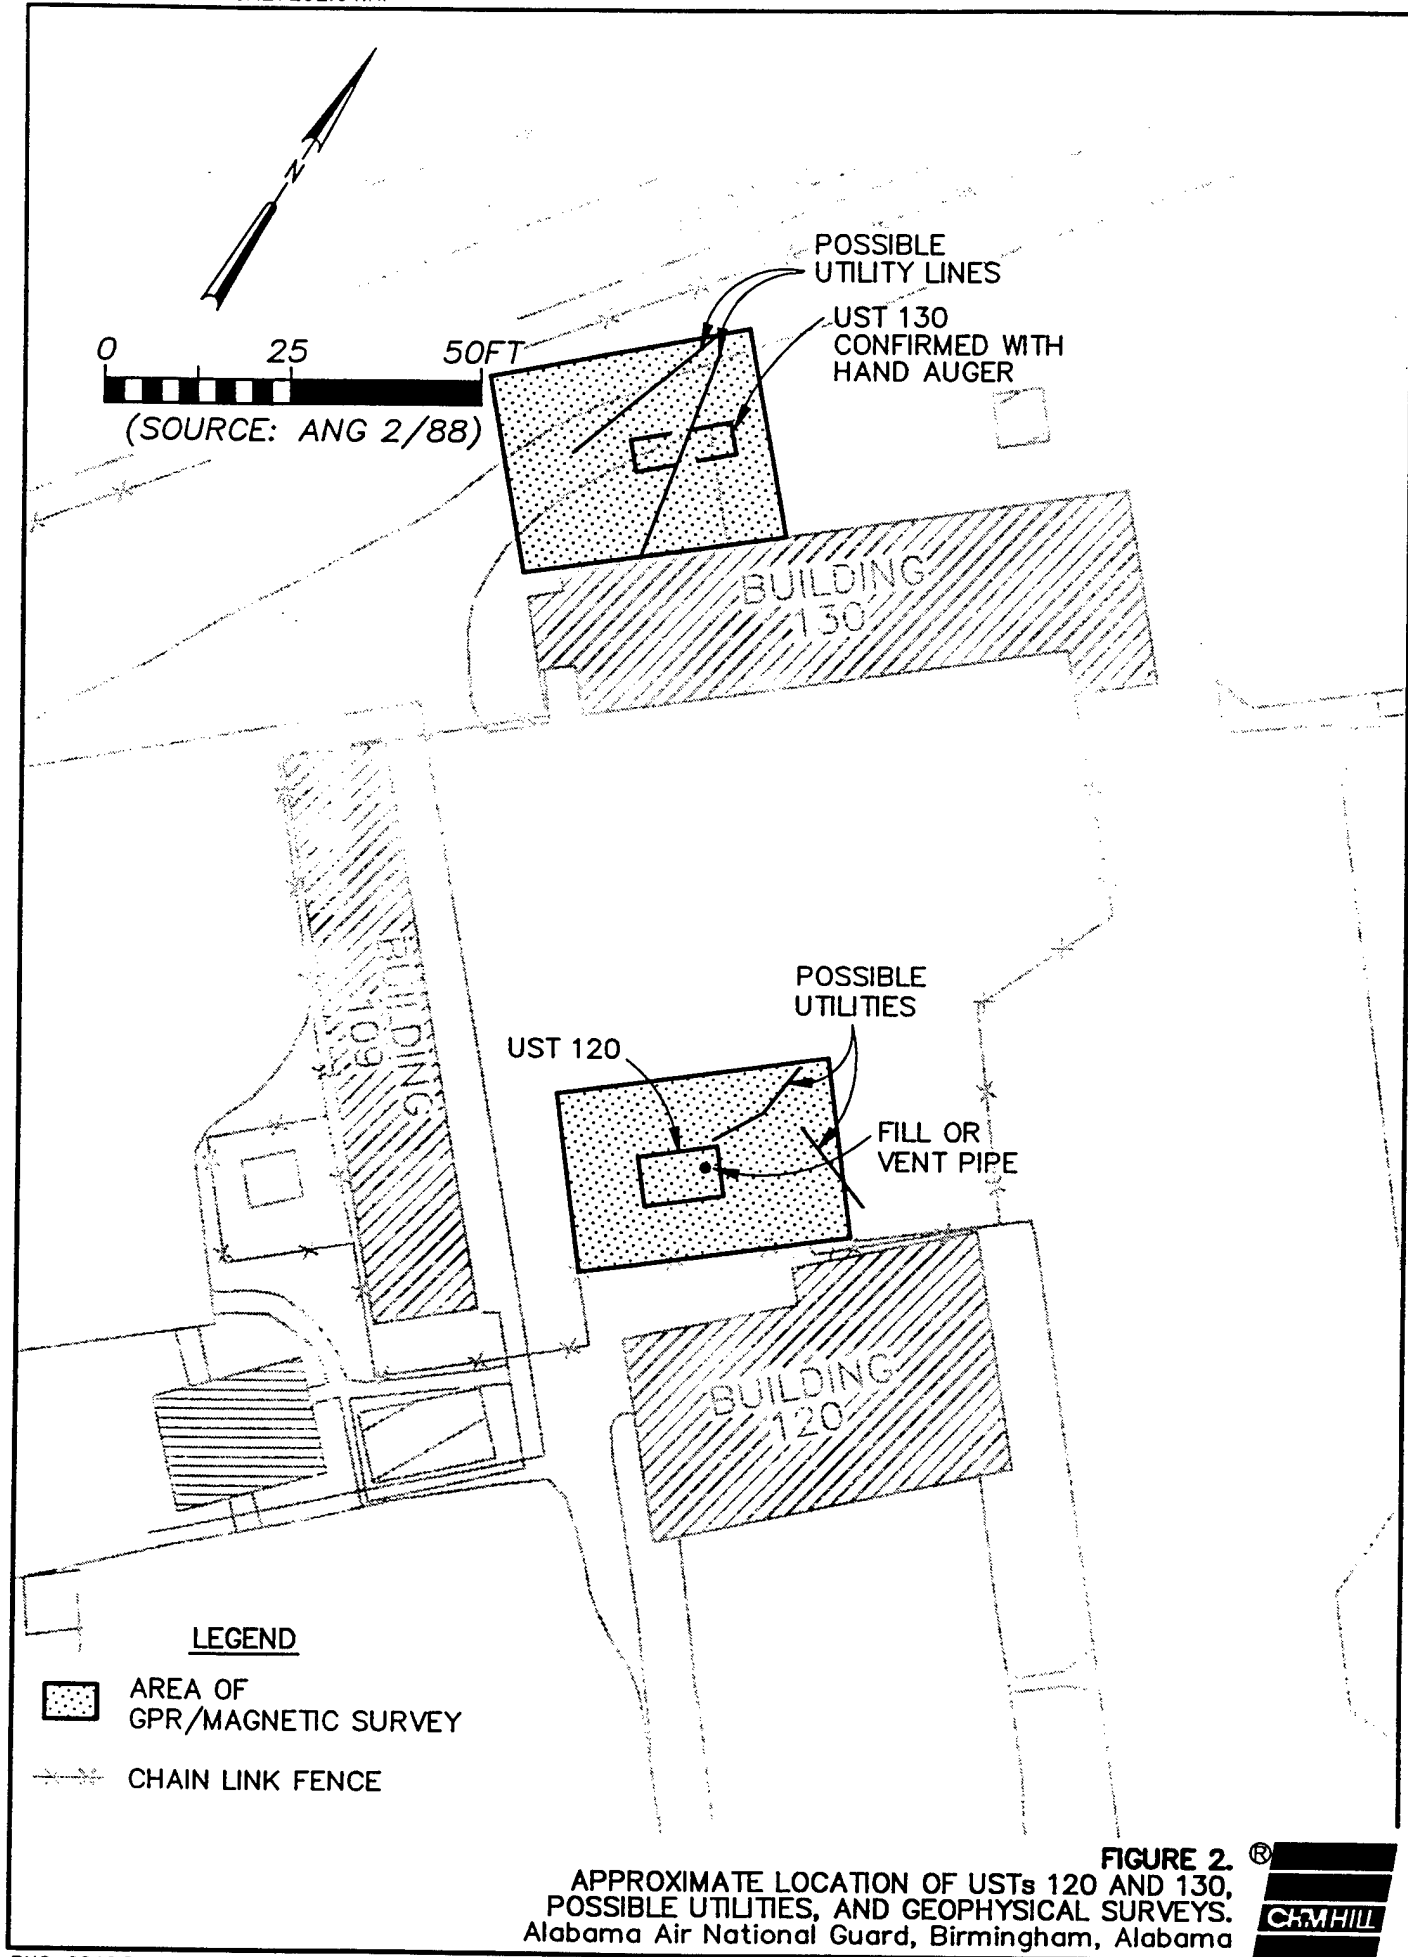 N
0 25 50FT
(SOURCE: ANG 2/88)
POSSIBLE
UTILITY LINES
UST 130
CONFIRMED WITH
HAND AUGER
BUILDING
130
BUILDING
109
POSSIBLE
UTILITIES
UST 120
FILL OR
VENT PIPE
BUILDING
120
LEGEND
AREA OF
GPR/MAGNETIC SURVEY
CHAIN LINK FENCE
FIGURE 2.
APPROXIMATE LOCATION OF USTs 120 AND 130,
POSSIBLE UTILITIES, AND GEOPHYSICAL SURVEYS.
Alabama Air National Guard, Birmingham, Alabama
®
CH2MHILL